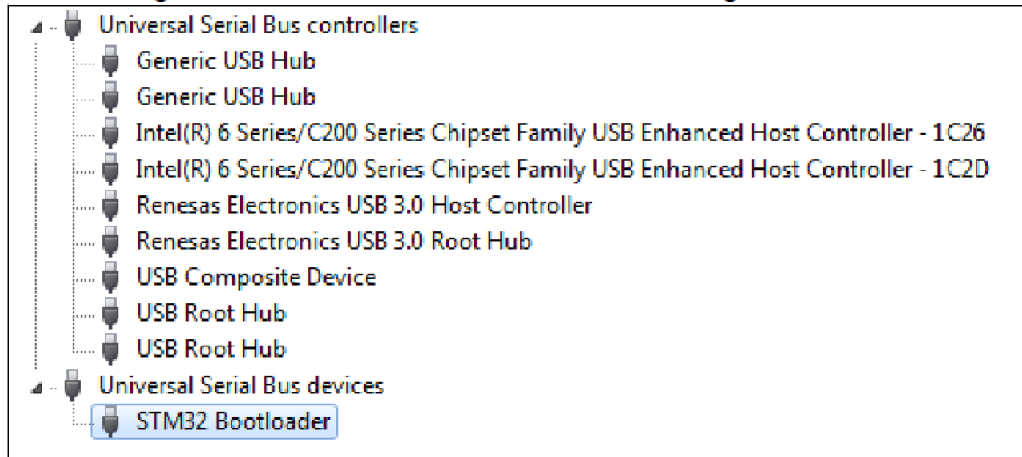 Universal Serial Bus controllers
Generic USB Hub
Generic USB Hub
Intel(R) 6 Series/C200 Series Chipset Family USB Enhanced Host Controller - 1C26
Intel(R) 6 Series/C200 Series Chipset Family USB Enhanced Host Controller - 1C2D
Renesas Electronics USB 3.0 Host Controller
Renesas Electronics USB 3.0 Root Hub
USB Composite Device
USB Root Hub
USB Root Hub
Universal Serial Bus devices
STM32 Bootloader